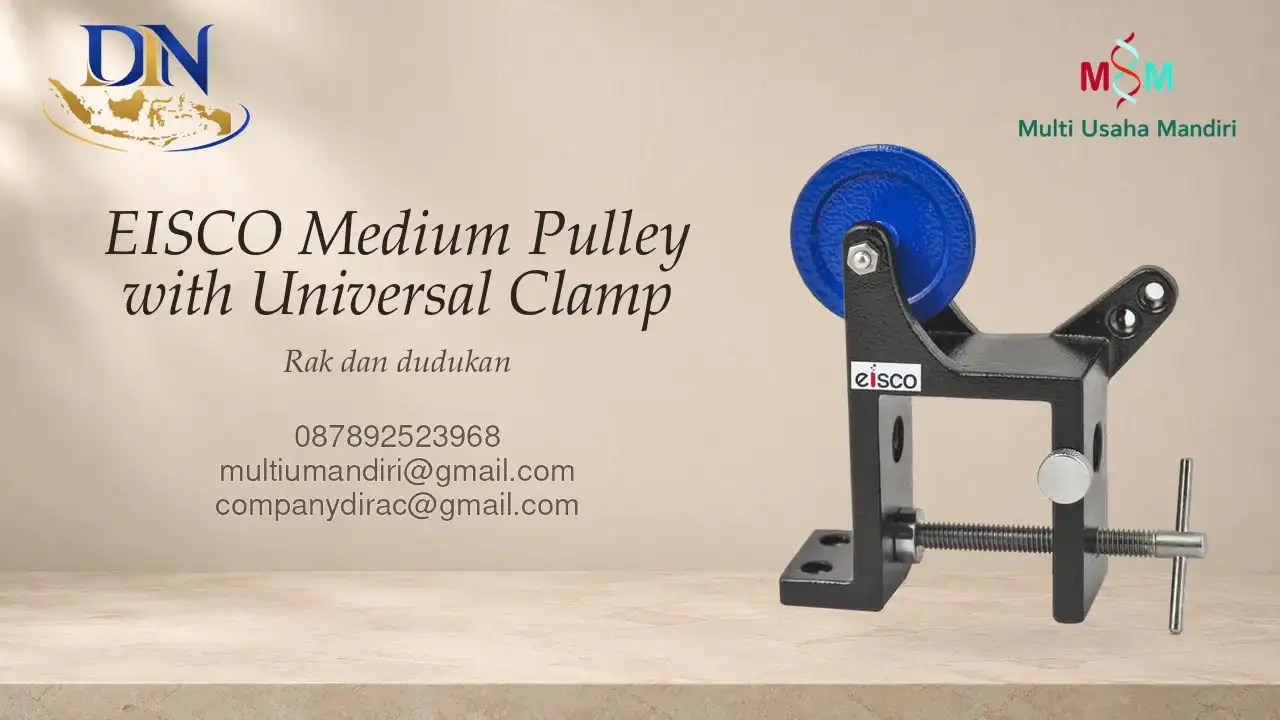 DIN
MSM
Multi Usaha Mandiri
EISCO Medium Pulley
with Universal Clamp
Rak dan dudukan
087892523968
multiumandiri@gmail.com
companydirac@gmail.com
eisco